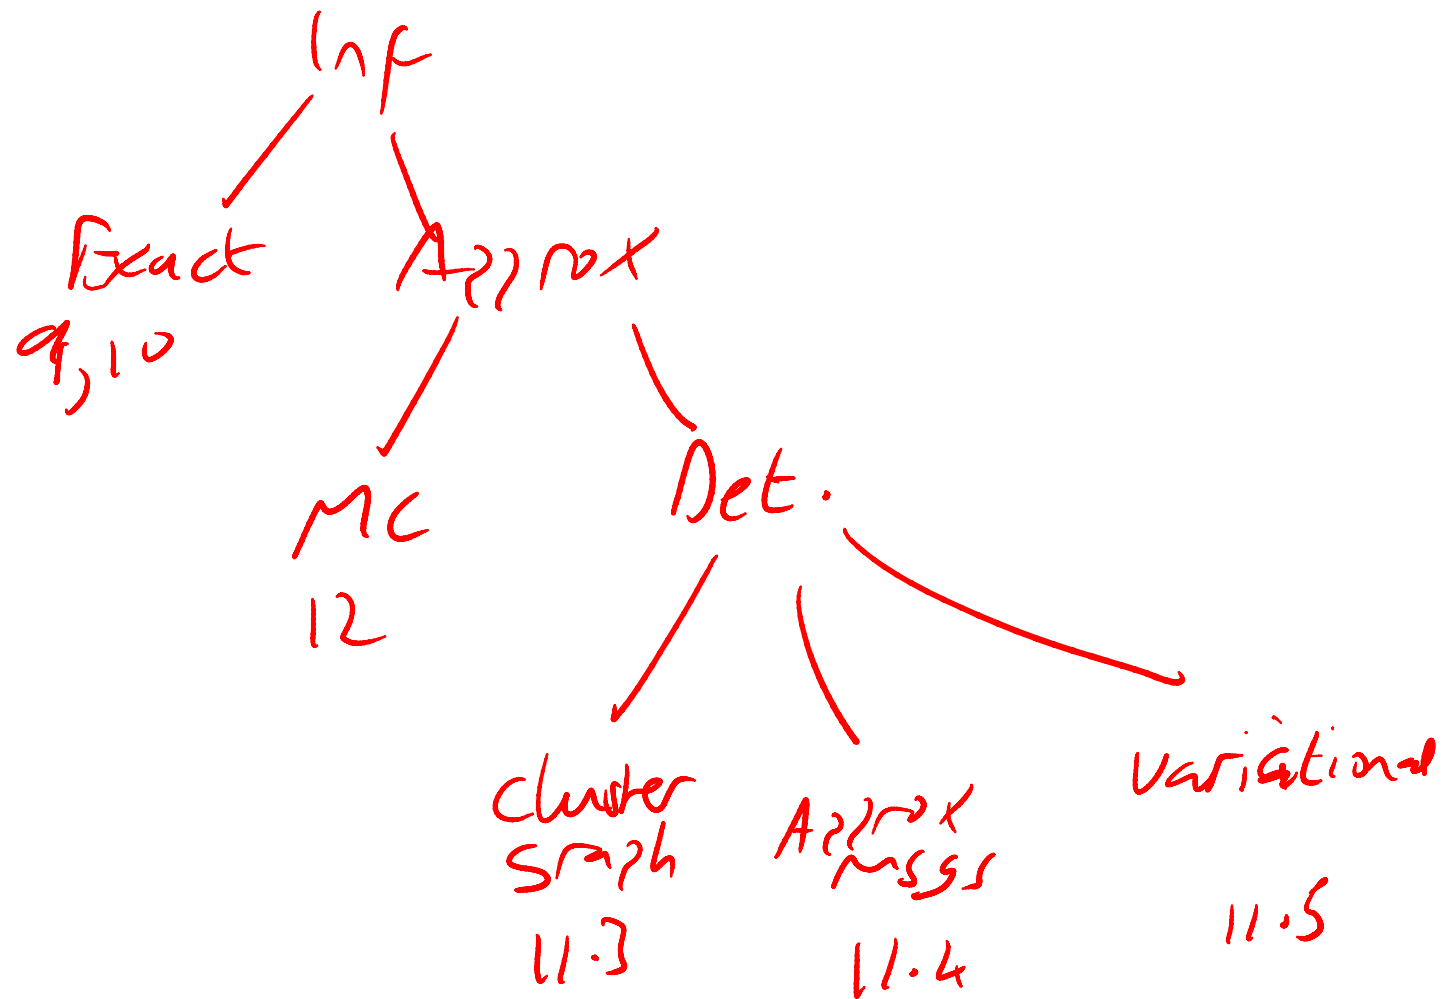 Inf
Exact
9,10
Approx
MC
12
Det.
Cluster
graph
11.3
Approx
msgs
11.4
variational
11.5